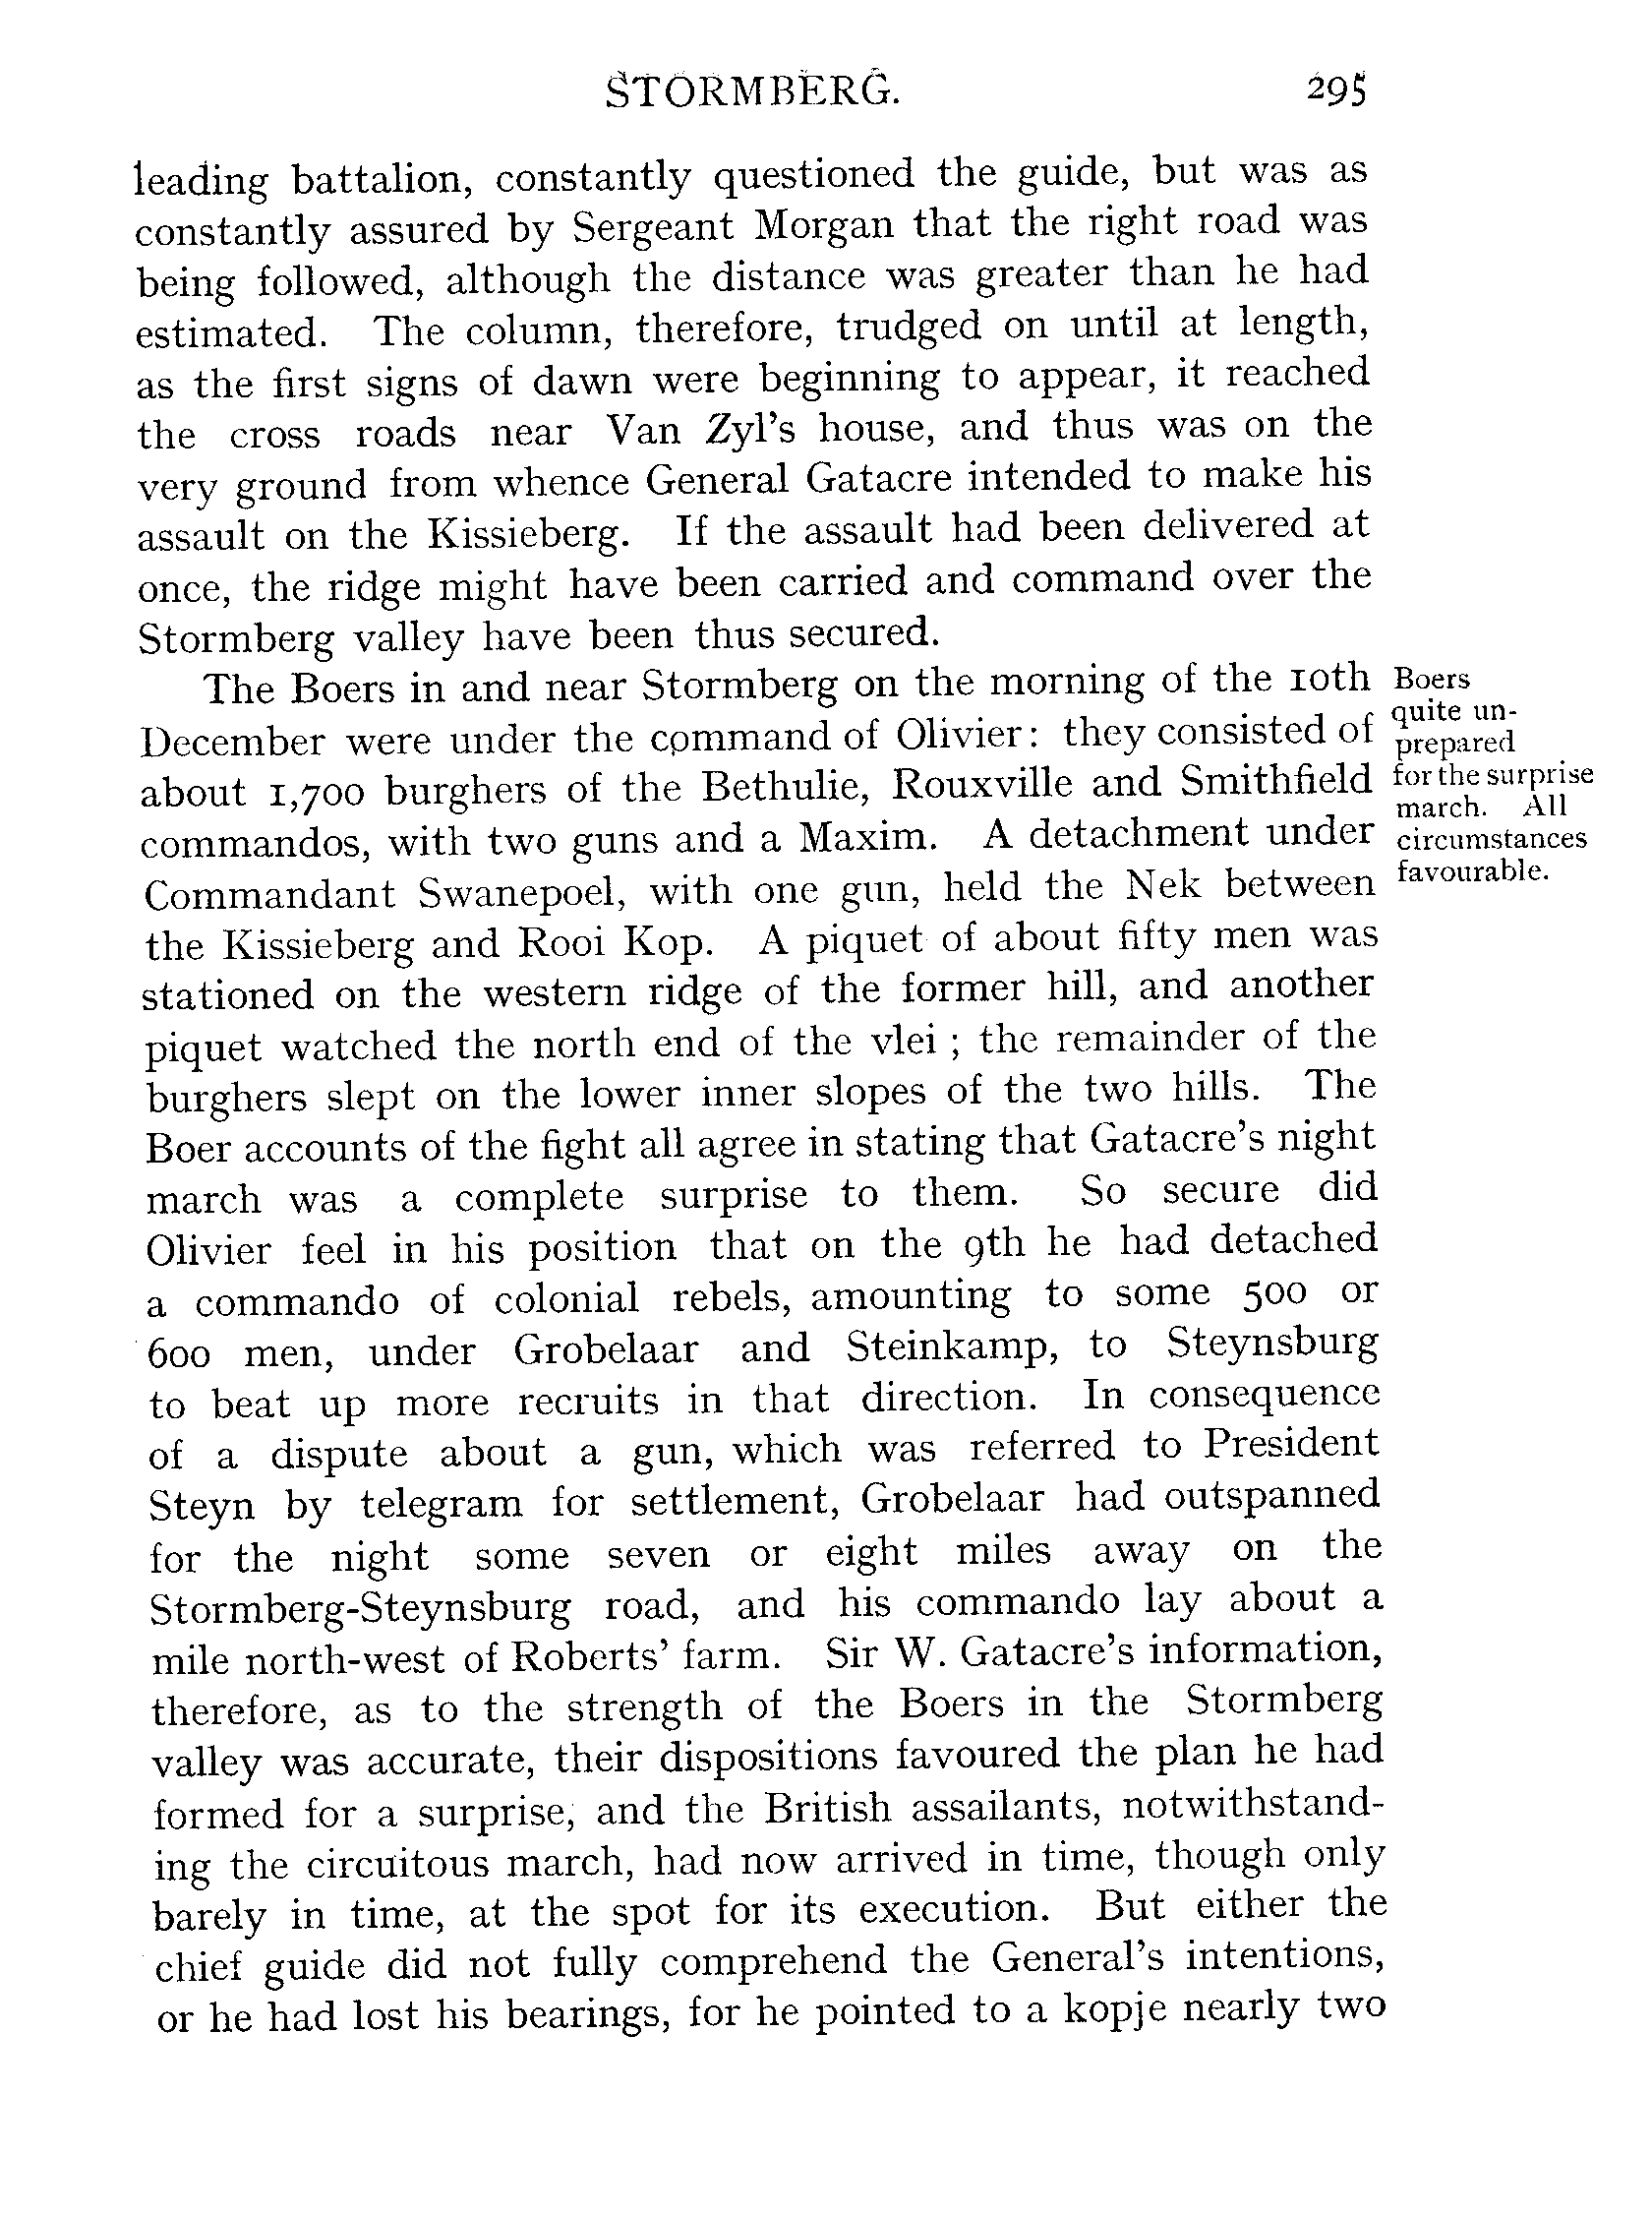 STORMBERG. 295
leading battalion, constantly questioned the guide, but was as
constantly assured by Sergeant Morgan that the right road was
being followed, although the distance was greater than he had
estimated. The column, therefore, trudged on until at length,
as the first signs of dawn were beginning to appear, it reached
the cross roads near Van Zyl's house, and thus was on the
very ground from whence General Gatacre intended to make his
assault on the Kissieberg. If the assault had been delivered at
once, the ridge might have been carried and command over the
Stormberg valley have been thus secured.
The Boers in and near Stormberg on the morning of the 10th
December were under the command of Olivier: they consisted of
about 1,700 burghers of the Bethulie, Rouxville and Smithfield
commandos, with two guns and a Maxim. A detachment under
Commandant Swanepoel, with one gun, held the Nek between
the Kissieberg and Rooi Kop. A piquet of about fifty men was
stationed on the western ridge of the former hill, and another
piquet watched the north end of the vlei ; the remainder of the
burghers slept on the lower inner slopes of the two hills. The
Boer accounts of the fight all agree in stating that Gatacre's night
march was a complete surprise to them. So secure did
Olivier feel in his position that on the 9th he had detached
a commando of colonial rebels, amounting to some 500 or
600 men, under Grobelaar and Steinkamp, to Steynsburg
to beat up more recruits in that direction. In consequence
of a dispute about a gun, which was referred to President
Steyn by telegram for settlement, Grobelaar had outspanned
for the night some seven or eight miles away on the
Stormberg-Steynsburg road, and his commando lay about a
mile north-west of Roberts' farm. Sir W. Gatacre's information,
therefore, as to the strength of the Boers in the Stormberg
valley was accurate, their dispositions favoured the plan he had
formed for a surprise, and the British assailants, notwithstand-
ing the circuitous march, had now arrived in time, though only
barely in time, at the spot for its execution. But either the
chief guide did not fully comprehend the General's intentions,
or he had lost his bearings, for he pointed to a kopje nearly two
Boers
quite un-
prepared
for the surprise
march. All
circumstances
favourable.